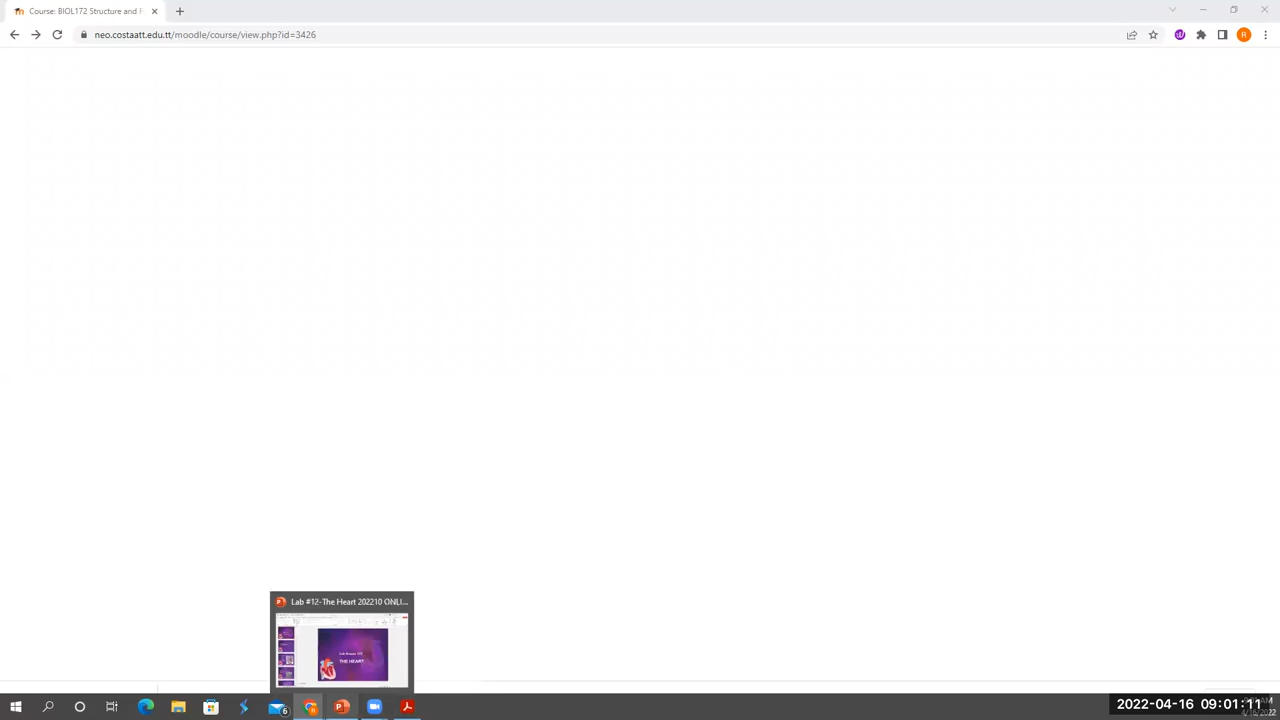 Course: BIOL172 Structure and F
neo.costaatt.edu.tt/moodle/course/view.php?id=3426
R
Lab #12-The Heart 202210 ONLI...
THE HEART
6
2022-04-16 09:01:11